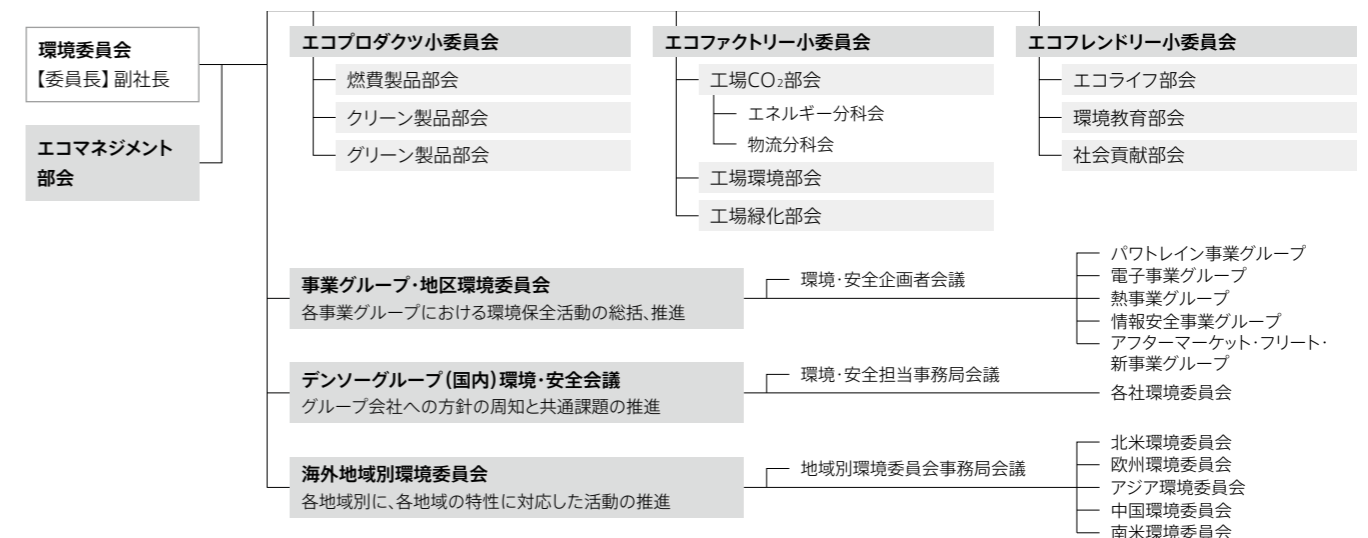 環境委員会
【委員長】副社長
エコマネジメント
部会
エコプロダクツ小委員会
燃費製品部会
クリーン製品部会
グリーン製品部会
エコファクトリー小委員会
工場CO₂部会
エネルギー分科会
物流分科会
工場環境部会
工場緑化部会
エコフレンドリー小委員会
エコライフ部会
環境教育部会
社会貢献部会
事業グループ・地区環境委員会
各事業グループにおける環境保全活動の総括、推進
環境・安全企画者会議
パワトレイン事業グループ
電子事業グループ
熱事業グループ
情報安全事業グループ
アフターマーケット・フリート・
新事業グループ
デンソーグループ(国内)環境・安全会議
グループ会社への方針の周知と共通課題の推進
環境・安全担当事務局会議
各社環境委員会
海外地域別環境委員会
各地域別に、各地域の特性に対応した活動の推進
地域別環境委員会事務局会議
北米環境委員会
欧州環境委員会
アジア環境委員会
中国環境委員会
南米環境委員会